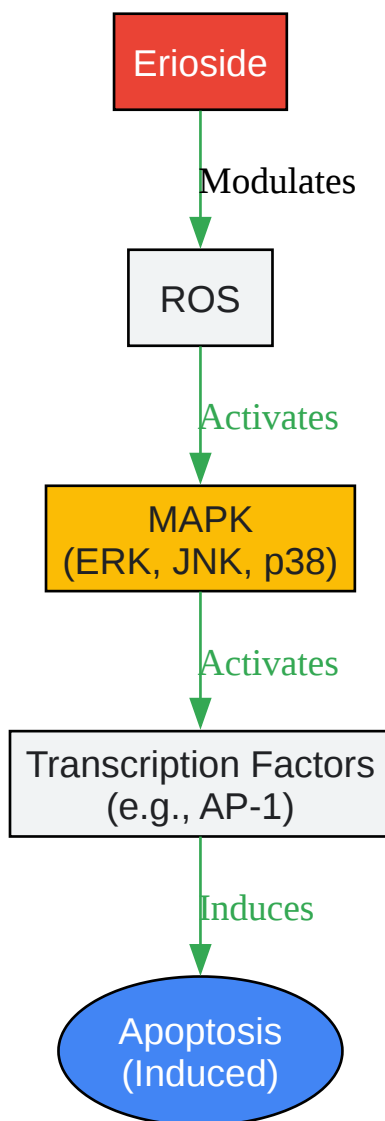 Erioside
Modulates
ROS
Activates
MAPK
(ERK, JNK, p38)
Activates
Transcription Factors
(e.g., AP-1)
Induces
Apoptosis
(Induced)